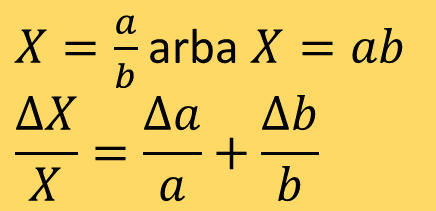 X = a/b arba X = ab
ΔX/X = Δa/a + Δb/b